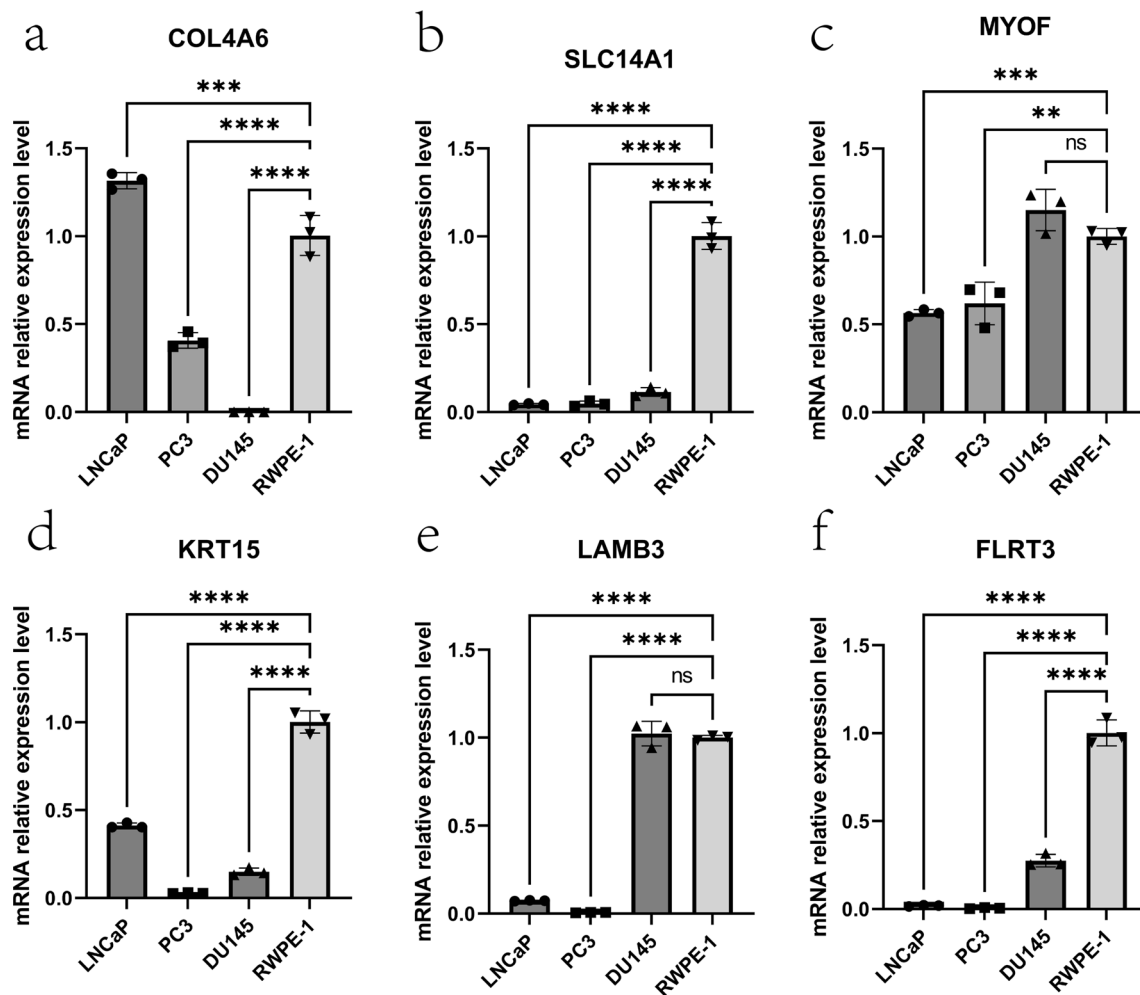 a
COL4A6
mRNA relative expression level
***
****
****
1.5
1.0
0.5
0.0
LNCaP
PC3
DU145
RWPE-1
b
SLC14A1
mRNA relative expression level
****
****
****
1.5
1.0
0.5
0.0
LNCaP
PC3
DU145
RWPE-1
c
MYOF
mRNA relative expression level
***
**
ns
1.5
1.0
0.5
0.0
LNCaP
PC3
DU145
RWPE-1
d
KRT15
mRNA relative expression level
****
****
****
1.5
1.0
0.5
0.0
LNCaP
PC3
DU145
RWPE-1
e
LAMB3
mRNA relative expression level
****
****
ns
1.5
1.0
0.5
0.0
LNCaP
PC3
DU145
RWPE-1
f
FLRT3
mRNA relative expression level
****
****
****
1.5
1.0
0.5
0.0
LNCaP
PC3
DU145
RWPE-1